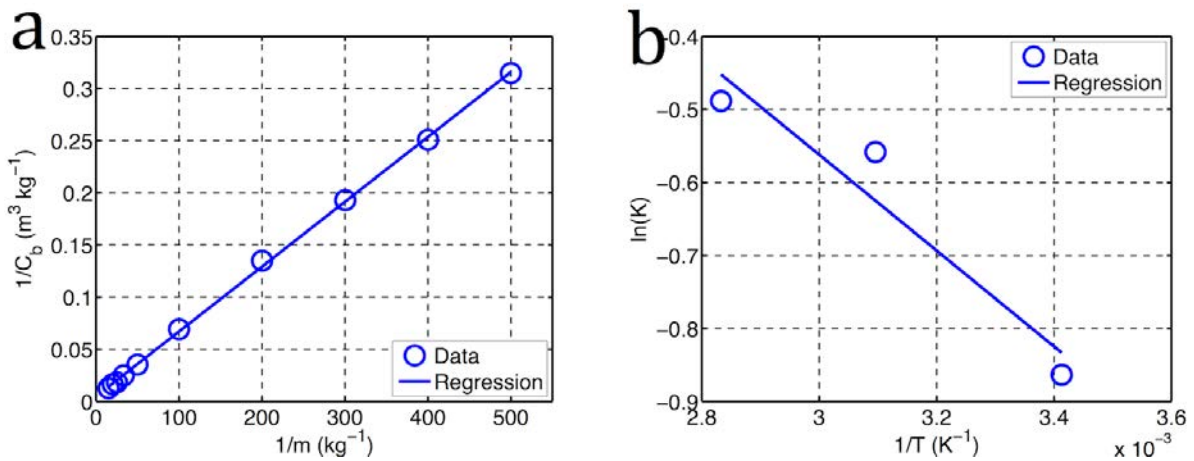 a
0.35
0.3
0.25
0.2
0.15
0.1
0.05
0
1/C_b (m³ kg⁻¹)
0 100 200 300 400 500
1/m (kg⁻¹)
Data
Regression
b
-0.4
−0.5
−0.6
−0.7
−0.8
−0.9
ln(K)
2.8 3 3.2 3.4 3.6
1/T (K⁻¹)
x 10⁻³
Data
Regression